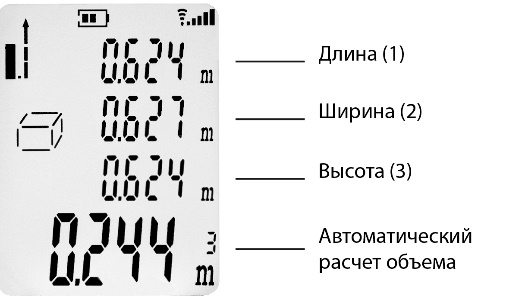 0.624 m
Длина (1)
0.627 m
Ширина (2)
0.624 m
Высота (3)
0.244 m3
Автоматический
расчет объема